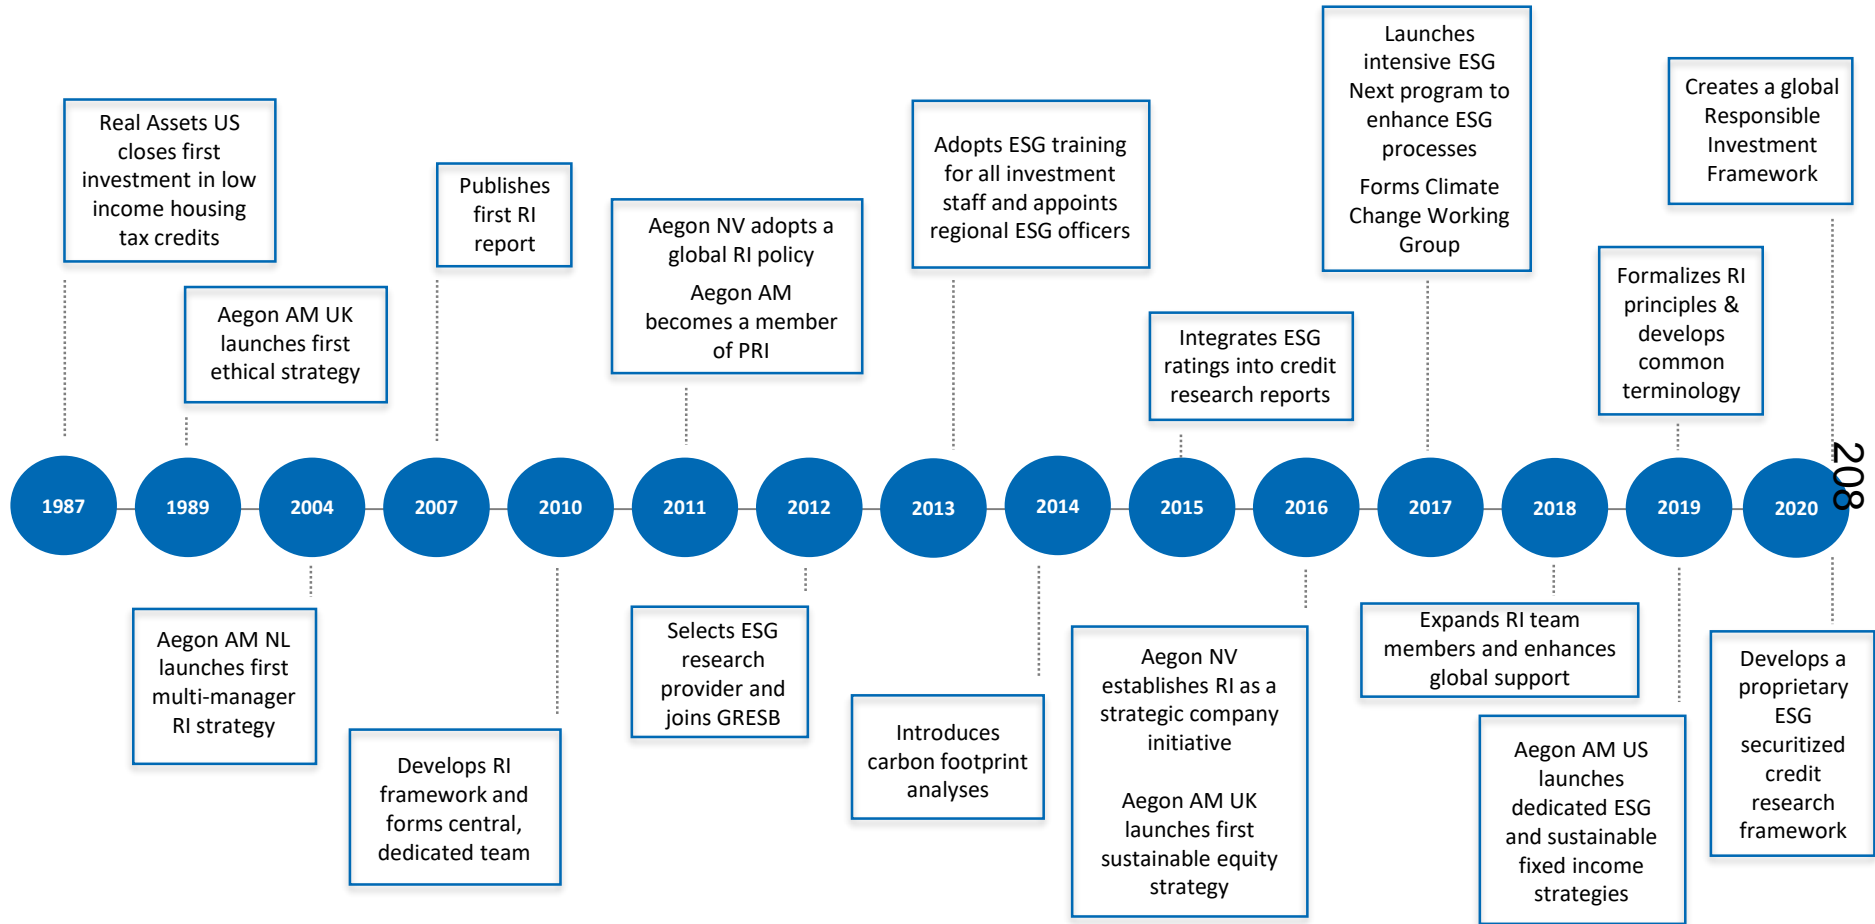 Real Assets US
closes first
investment in low
income housing
tax credits
Aegon AM UK
launches first
ethical strategy
Publishes
first RI
report
Aegon NV adopts a
global RI policy
Aegon AM
becomes a member
of PRI
Adopts ESG training
for all investment
staff and appoints
regional ESG officers
Integrates ESG
ratings into credit
research reports
Launches
intensive ESG
Next program to
enhance ESG
processes
Forms Climate
Change Working
Group
Formalizes RI
principles &
develops
common
terminology
Creates a global
Responsible
Investment
Framework
1987
1989
2004
2007
2010
2011
2012
2013
2014
2015
2016
2017
2018
2019
2020
208
Aegon AM NL
launches first
multi-manager
RI strategy
Develops RI
framework and
forms central,
dedicated team
Selects ESG
research
provider and
joins GRESB
Introduces
carbon footprint
analyses
Aegon NV
establishes RI as a
strategic company
initiative
Aegon AM UK
launches first
sustainable equity
strategy
Expands RI team
members and enhances
global support
Aegon AM US
launches
dedicated ESG
and sustainable
fixed income
strategies
Develops a
proprietary
ESG
securitized
credit
research
framework